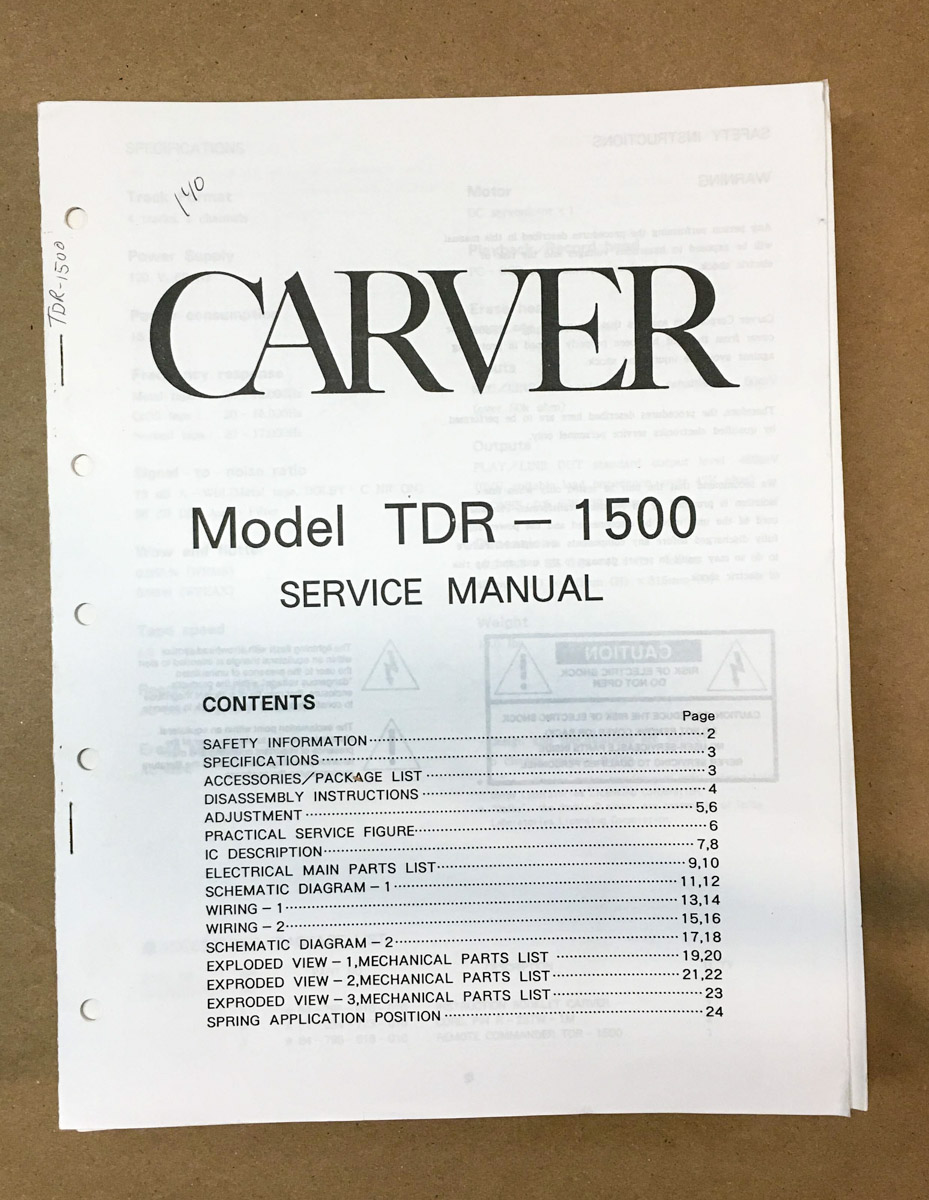 140
TDR-1500
CARVER
Model TDR — 1500
SERVICE MANUAL
CONTENTS
Page
SAFETY INFORMATION 2
SPECIFICATIONS 3
ACCESSORIES/PACKAGE LIST 3
DISASSEMBLY INSTRUCTIONS 4
ADJUSTMENT 5,6
PRACTICAL SERVICE FIGURE 6
IC DESCRIPTION 7,8
ELECTRICAL MAIN PARTS LIST 9,10
SCHEMATIC DIAGRAM – 1 11,12
WIRING – 1 13,14
WIRING – 2 15,16
SCHEMATIC DIAGRAM – 2 17,18
EXPLODED VIEW – 1,MECHANICAL PARTS LIST 19,20
EXPRODED VIEW – 2,MECHANICAL PARTS LIST 21,22
EXPRODED VIEW – 3,MECHANICAL PARTS LIST 23
SPRING APPLICATION POSITION 24